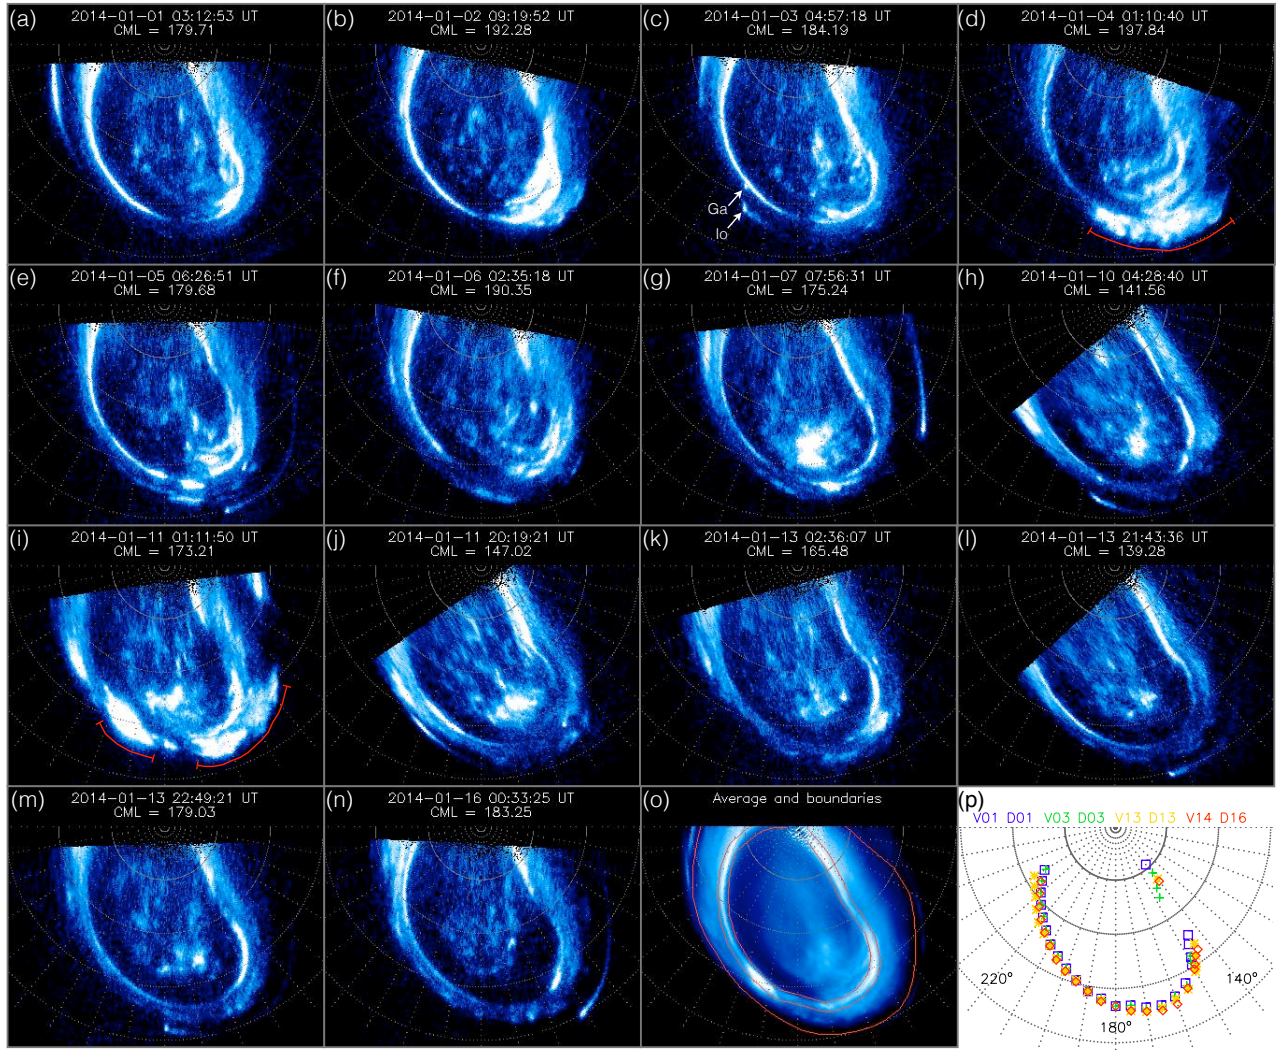 (a) 2014-01-01 03:12:53 UT
CML = 179.71
(b) 2014-01-02 09:19:52 UT
CML = 192.28
(c) 2014-01-03 04:57:18 UT
CML = 184.19
Ga
Io
(d) 2014-01-04 01:10:40 UT
CML = 197.84
(e) 2014-01-05 06:26:51 UT
CML = 179.68
(f) 2014-01-06 02:35:18 UT
CML = 190.35
(g) 2014-01-07 07:56:31 UT
CML = 175.24
(h) 2014-01-10 04:28:40 UT
CML = 141.56
(i) 2014-01-11 01:11:50 UT
CML = 173.21
(j) 2014-01-11 20:19:21 UT
CML = 147.02
(k) 2014-01-13 02:36:07 UT
CML = 165.48
(l) 2014-01-13 21:43:36 UT
CML = 139.28
(m) 2014-01-13 22:49:21 UT
CML = 179.03
(n) 2014-01-16 00:33:25 UT
CML = 183.25
(o) Average and boundaries
(p)
V01 D01 V03 D03 V13 D13 V14 D16
220° 140°
180°